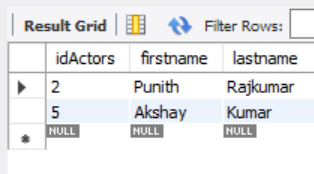 Result Grid Filter Rows:
idActors firstname lastname
2 Punith Rajkumar
5 Akshay Kumar
NULL NULL NULL